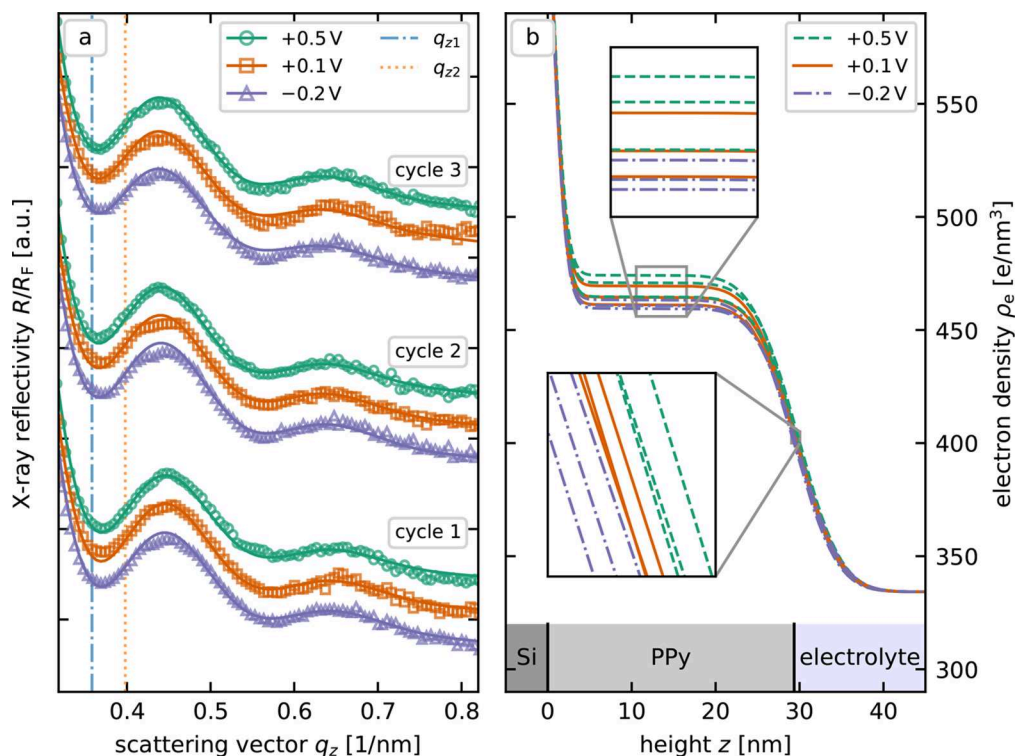 a
+0.5 V
+0.1 V
−0.2 V
q_z1
q_z2
cycle 3
cycle 2
cycle 1
X-ray reflectivity R/R_F [a.u.]
0.4 0.5 0.6 0.7 0.8
scattering vector q_z [1/nm]
b
+0.5 V
+0.1 V
−0.2 V
550
500
450
400
350
300
electron density ρ_e [e/nm³]
Si PPy electrolyte
0 10 20 30 40
height z [nm]